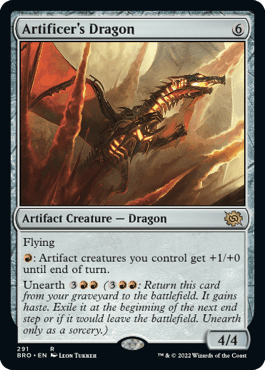 Artificer's Dragon 6
Artifact Creature — Dragon
Flying
R: Artifact creatures you control get +1/+0
until end of turn.
Unearth 3RR (3RR: Return this card
from your graveyard to the battlefield. It gains
haste. Exile it at the beginning of the next end
step or if it would leave the battlefield. Unearth
only as a sorcery.)
4/4
291 R
BRO • EN Leon Tukker
™ & © 2022 Wizards of the Coast